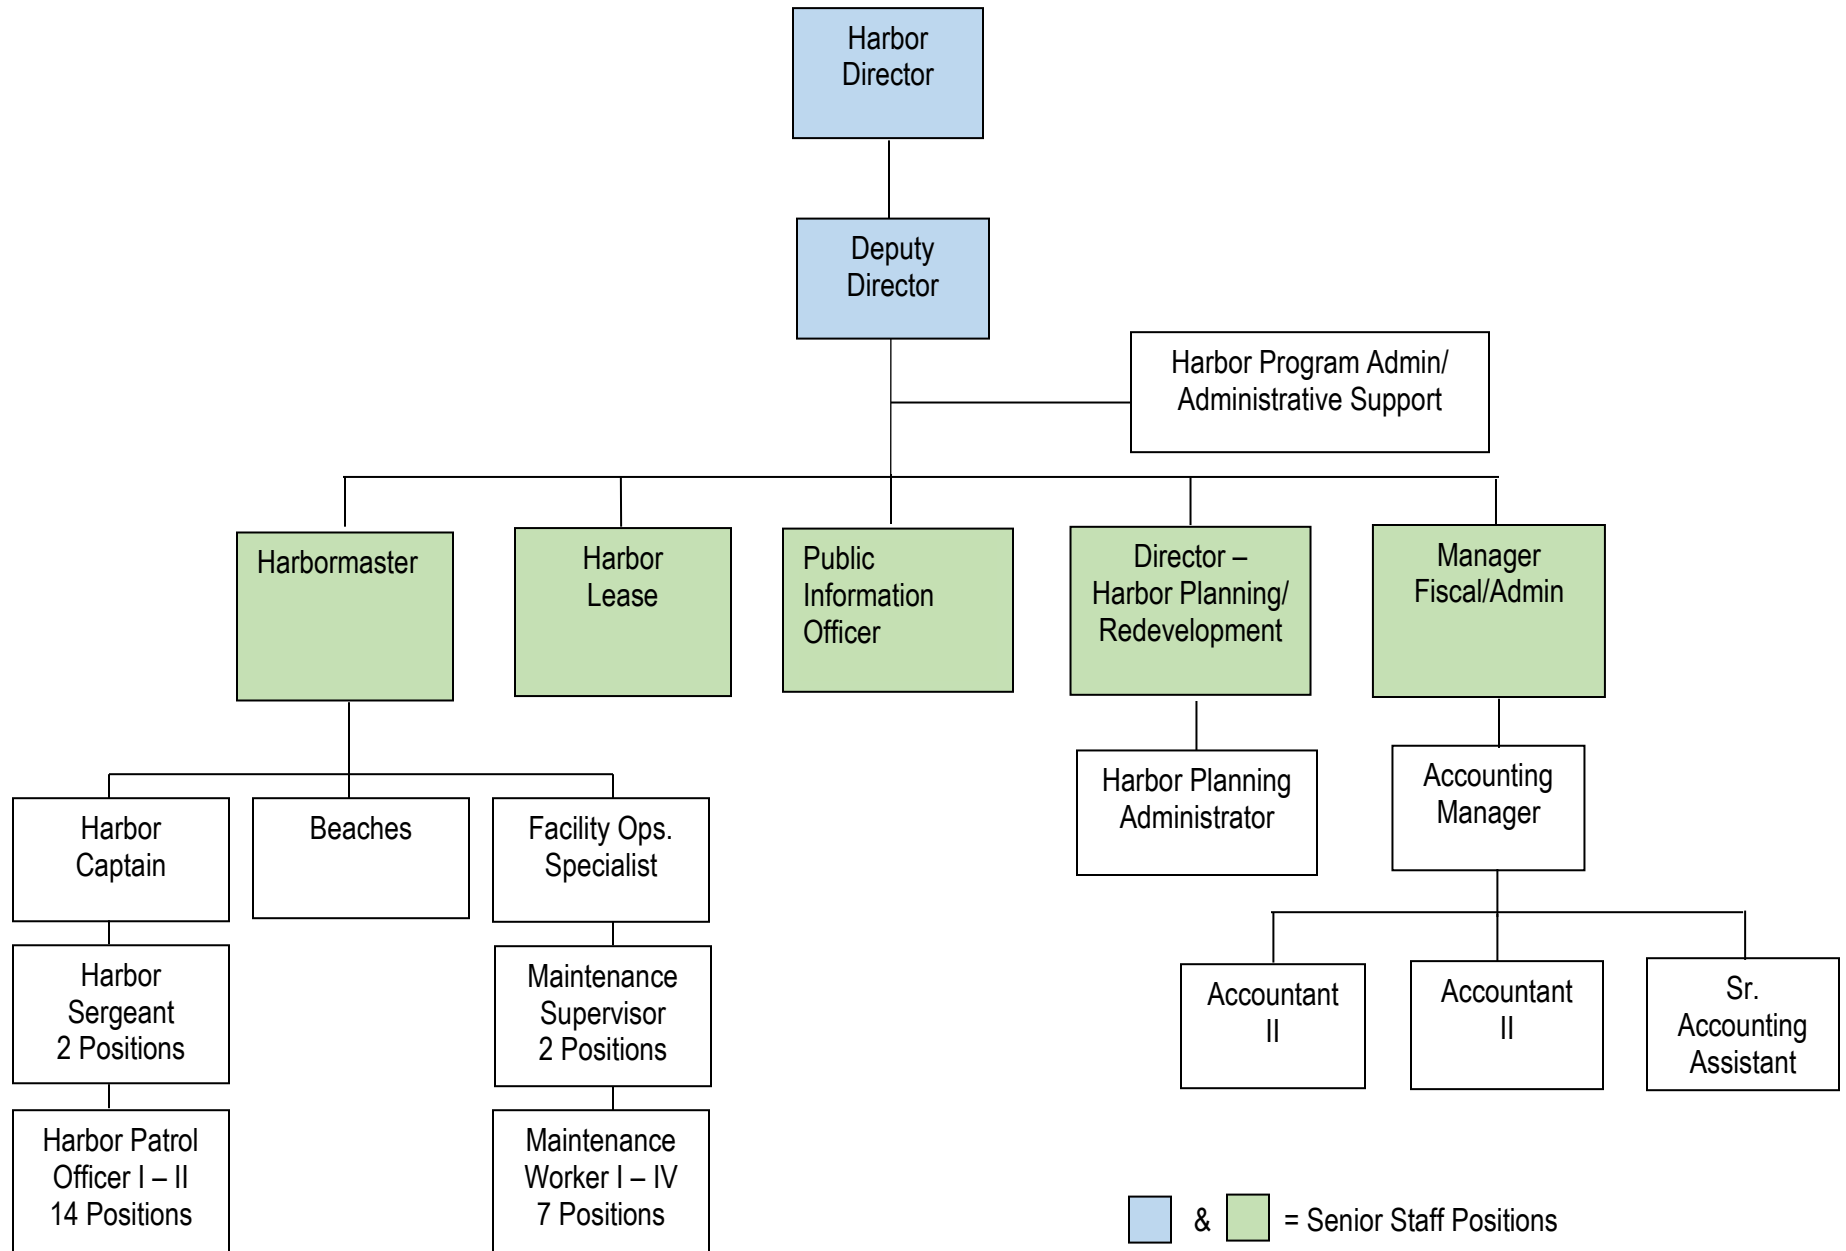 Harbor
Director
Deputy
Director
Harbor Program Admin/
Administrative Support
Harbormaster
Harbor
Lease
Public
Information
Officer
Director –
Harbor Planning/
Redevelopment
Manager
Fiscal/Admin
Harbor
Captain
Beaches
Facility Ops.
Specialist
Harbor Planning
Administrator
Accounting
Manager
Harbor
Sergeant
2 Positions
Maintenance
Supervisor
2 Positions
Accountant
II
Accountant
II
Sr.
Accounting
Assistant
Harbor Patrol
Officer I – II
14 Positions
Maintenance
Worker I – IV
7 Positions
& = Senior Staff Positions